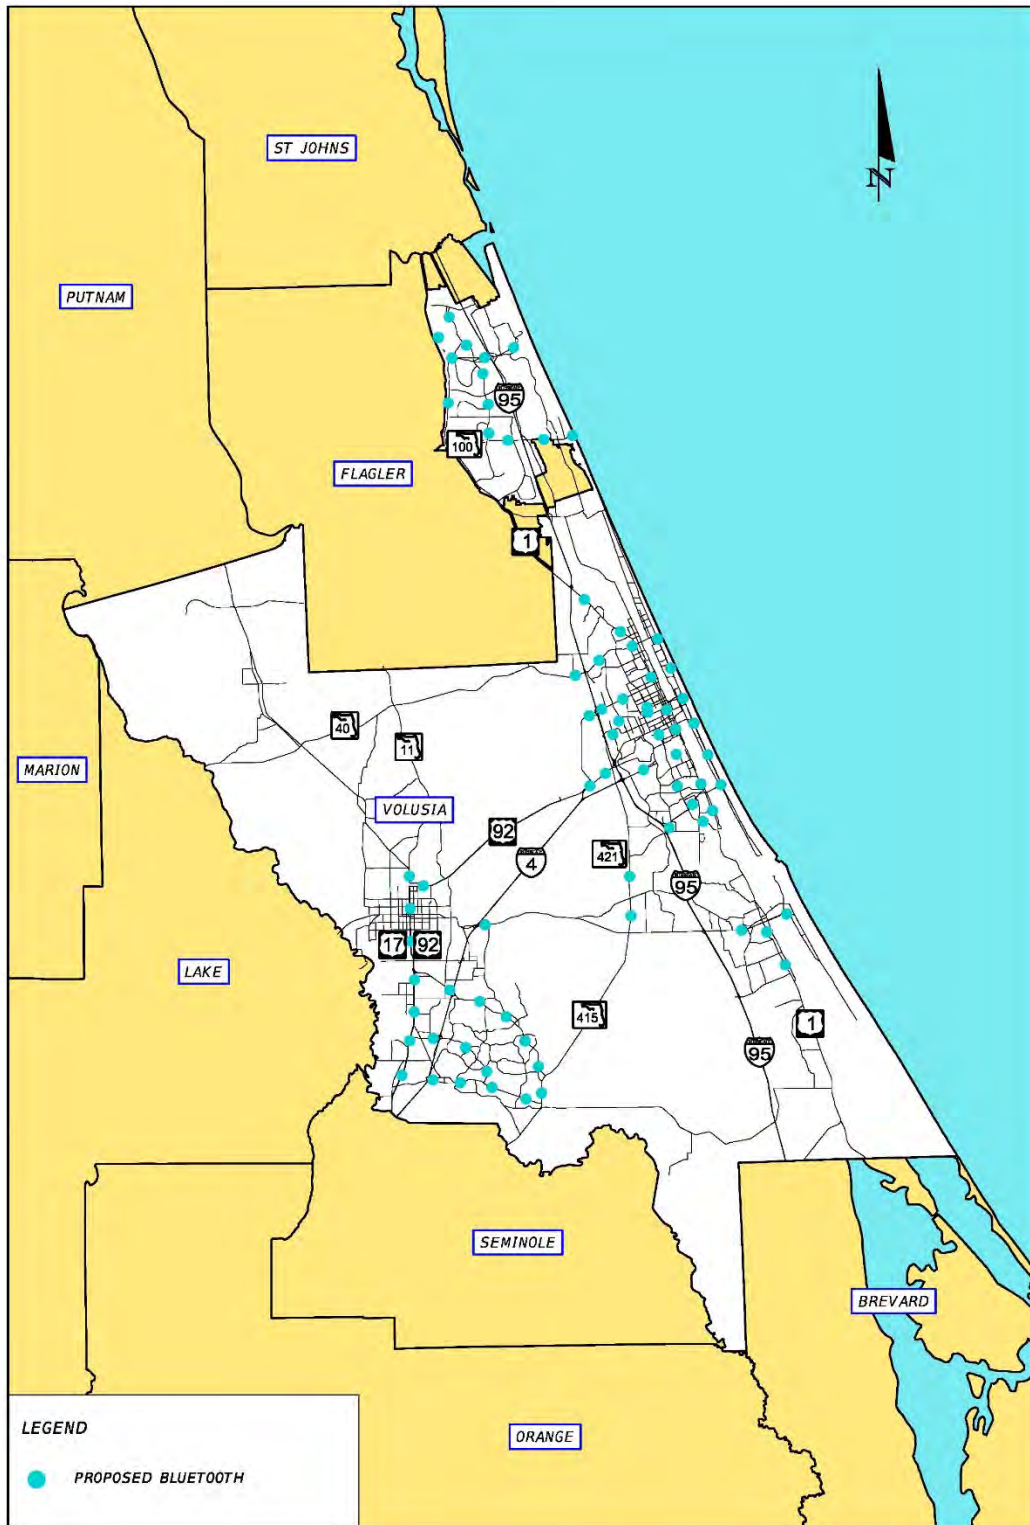 ST JOHNS
N
PUTNAM
95
100
FLAGLER
1
40
11
MARION
VOLUSIA
92
421
4
95
17
92
LAKE
415
1
95
SEMINOLE
BREVARD
LEGEND
ORANGE
PROPOSED BLUETOOTH